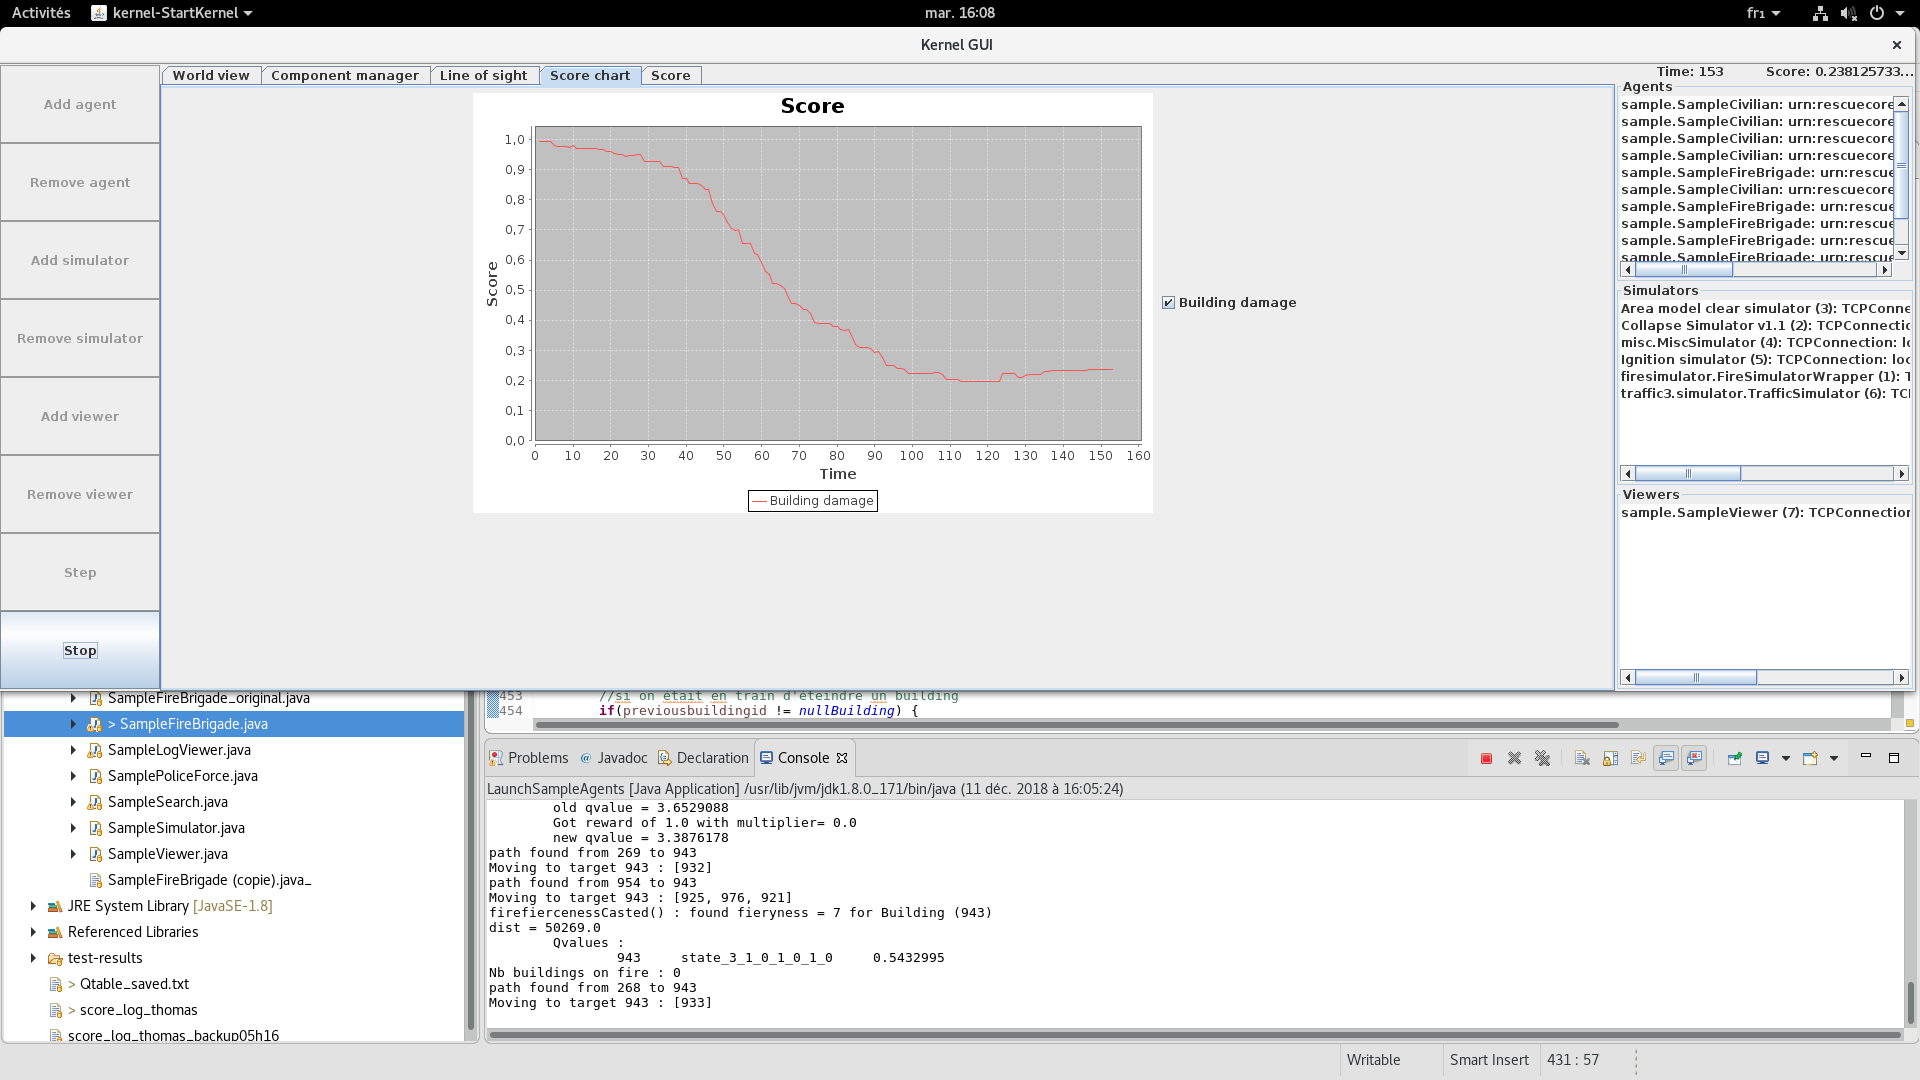 Activités
kernel-StartKernel
mar. 16:08
fr₁
Kernel GUI
Add agent
Remove agent
Add simulator
Remove simulator
Add viewer
Remove viewer
Step
Stop
World view
Component manager
Line of sight
Score chart
Score
Time: 153
Score: 0.238125733...
Score
Score
1,0
0,9
0,8
0,7
0,6
0,5
0,4
0,3
0,2
0,1
0,0
0 10 20 30 40 50 60 70 80 90 100 110 120 130 140 150 160
Time
Building damage
Building damage
Agents
sample.SampleCivilian: urn:rescuecore
sample.SampleCivilian: urn:rescuecore
sample.SampleCivilian: urn:rescuecore
sample.SampleCivilian: urn:rescuecore
sample.SampleFireBrigade: urn:rescue
sample.SampleCivilian: urn:rescuecore
sample.SampleFireBrigade: urn:rescue
sample.SampleFireBrigade: urn:rescue
sample.SampleFireBrigade: urn:rescue
sample.SampleFireBrigade: urn:rescue
Simulators
Area model clear simulator (3): TCPConne
Collapse Simulator v1.1 (2): TCPConnectic
misc.MiscSimulator (4): TCPConnection: lo
Ignition simulator (5): TCPConnection: loc
firesimulator.FireSimulatorWrapper (1): T
traffic3.simulator.TrafficSimulator (6): TCI
Viewers
sample.SampleViewer (7): TCPConnection
SampleFireBrigade_original.java
> SampleFireBrigade.java
SampleLogViewer.java
SamplePoliceForce.java
SampleSearch.java
SampleSimulator.java
SampleViewer.java
SampleFireBrigade (copie).java_
JRE System Library [JavaSE-1.8]
Referenced Libraries
test-results
> Qtable_saved.txt
> score_log_thomas
score_log_thomas_backup05h16
453 //si on était en train d'éteindre un building
454 if(previousbuildingid != nullBuilding) {
Problems
@ Javadoc
Declaration
Console
LaunchSampleAgents [Java Application] /usr/lib/jvm/jdk1.8.0_171/bin/java (11 déc. 2018 à 16:05:24)
old qvalue = 3.6529088
Got reward of 1.0 with multiplier= 0.0
new qvalue = 3.3876178
path found from 269 to 943
Moving to target 943 : [932]
path found from 954 to 943
Moving to target 943 : [925, 976, 921]
firefiercenessCasted() : found fieryness = 7 for Building (943)
dist = 50269.0
Qvalues :
943 state_3_1_0_1_0_1_0 0.5432995
Nb buildings on fire : 0
path found from 268 to 943
Moving to target 943 : [933]
Writable
Smart Insert
431 : 57